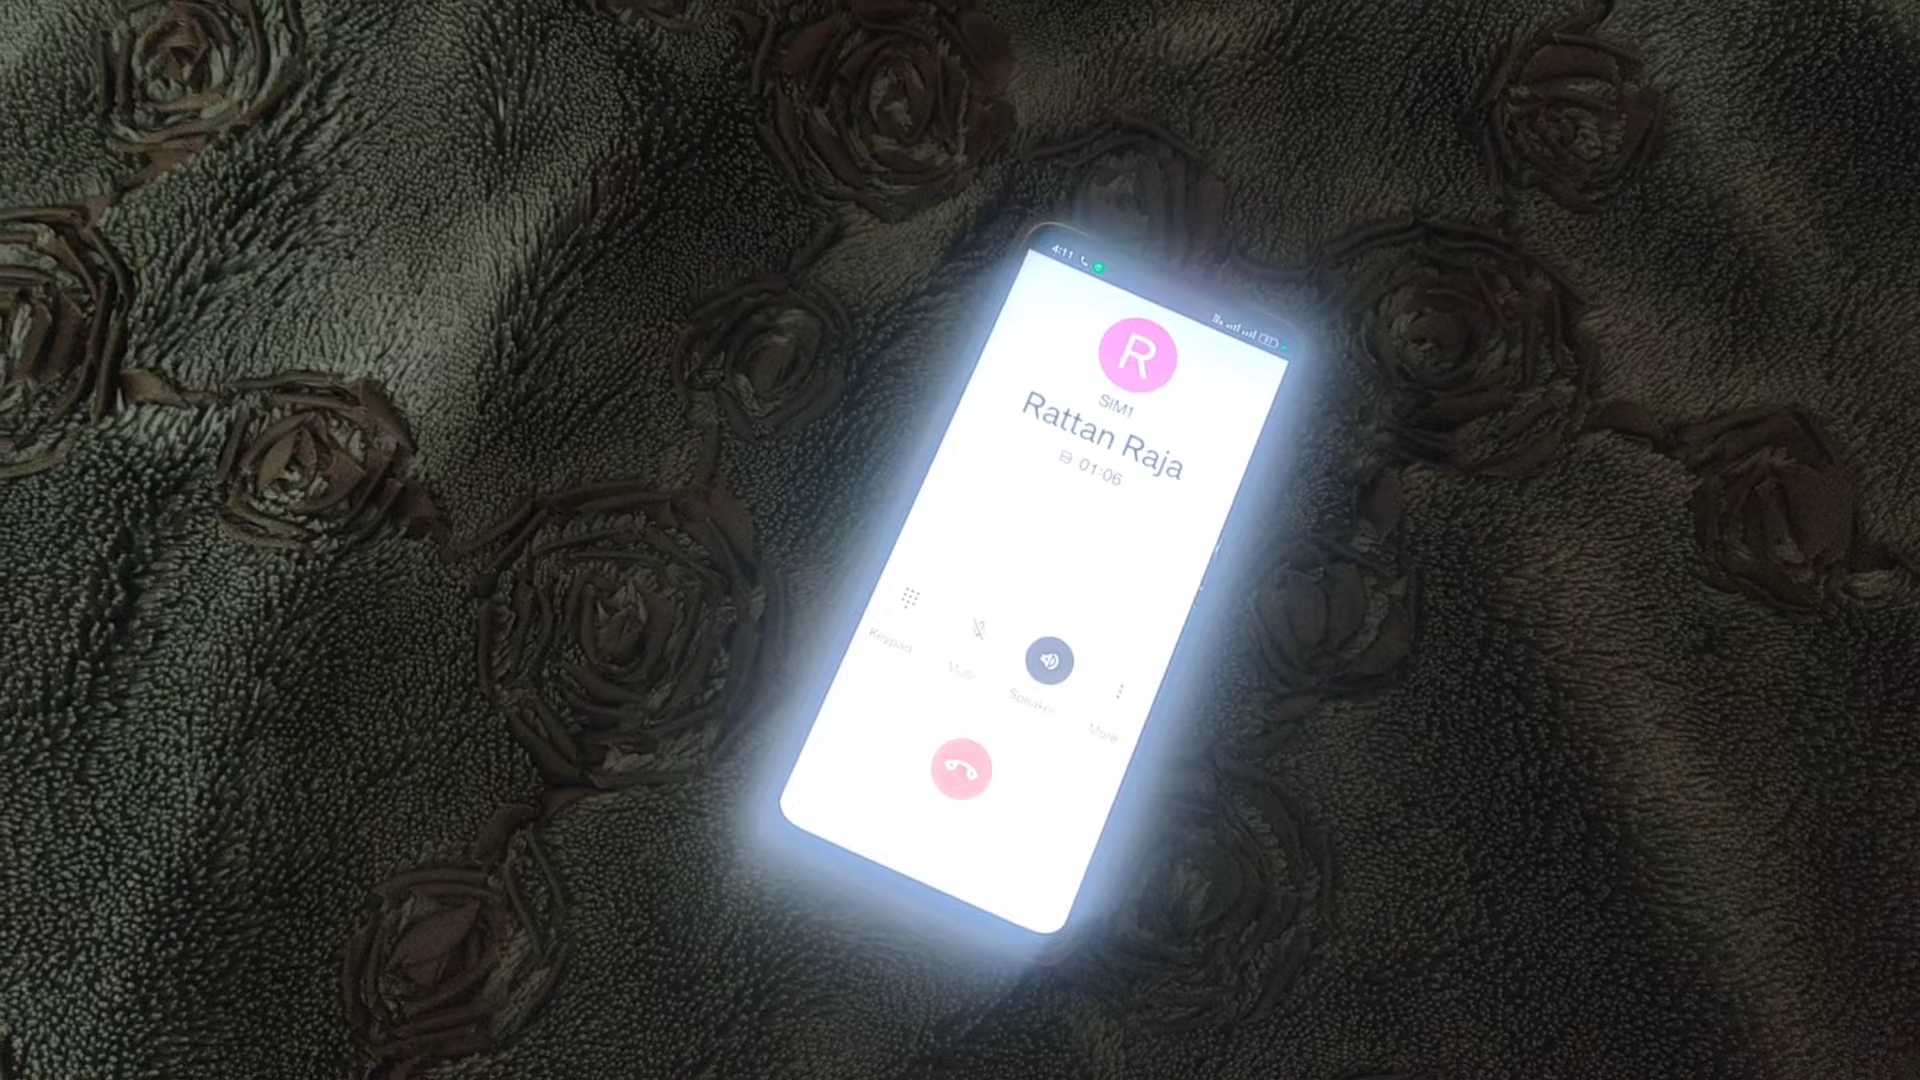 4:11
R
SIM1
Rattan Raja
01:06
Keypad
Mute
Speaker
More